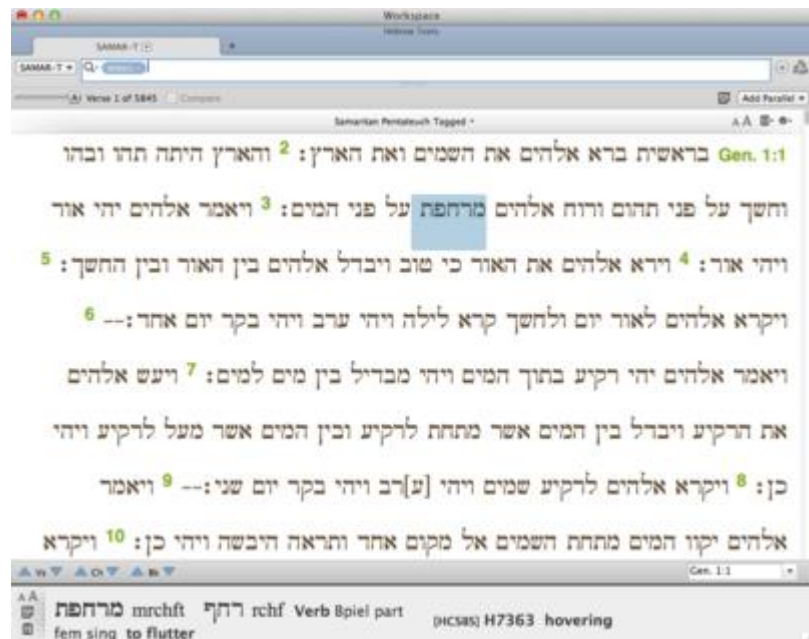 Workspace
Hebrew Texts
SAMAR-T
SAMAR-T
Verse 1 of 5845 Compare Add Parallel
Samaritan Pentateuch Tagged
Gen. 1:1 בראשית ברא אלהים את השמים ואת הארץ: 2 והארץ היתה תהו ובהו
וחשך על פני תהום ורוח אלהים מרחפת על פני המים: 3 ויאמר אלהים יהי אור
ויהי אור: 4 וירא אלהים את האור כי טוב ויבדל אלהים בין האור ובין החשך: 5
ויקרא אלהים לאור יום ולחשך קרא לילה ויהי ערב ויהי בקר יום אחד:-- 6
ויאמר אלהים יהי רקיע בתוך המים ויהי מבדיל בין מים למים: 7 ויעש אלהים
את הרקיע ויבדל בין המים אשר מתחת לרקיע ובין המים אשר מעל לרקיע ויהי
כן: 8 ויקרא אלהים לרקיע שמים ויהי [ע]רב ויהי בקר יום שני:-- 9 ויאמר
אלהים יקוו המים מתחת השמים אל מקום אחד ותראה היבשה ויהי כן: 10 ויקרא
Vs Ch Bk Gen. 1:1
מרחפת mrchft רחף rchf Verb Bpiel part
fem sing to flutter
[HCSBS] H7363 hovering